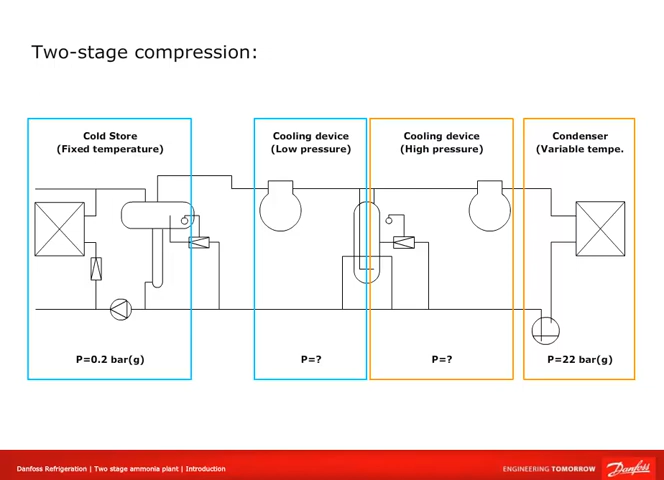 Two-stage compression:
Cold Store
(Fixed temperature)
Cooling device
(Low pressure)
Cooling device
(High pressure)
Condenser
(Variable tempe.
P=0.2 bar(g)
P=?
P=?
P=22 bar(g)
Danfoss Refrigeration | Two stage ammonia plant | Introduction
ENGINEERING TOMORROW
Danfoss